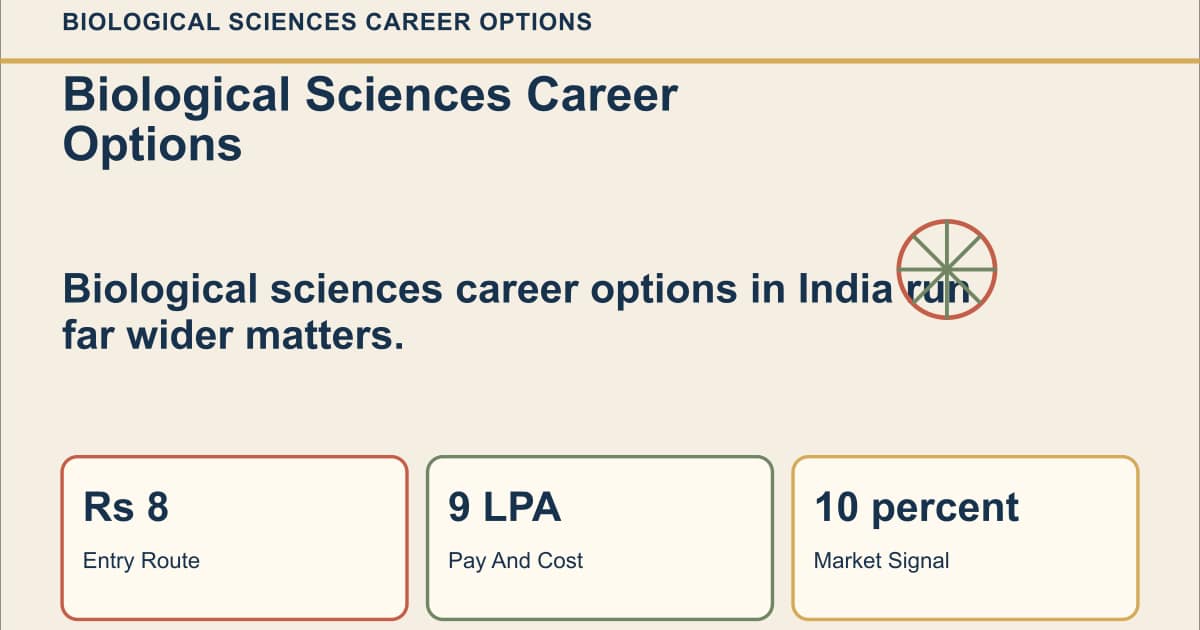 BIOLOGICAL SCIENCES CAREER OPTIONS
Biological Sciences Career
Options
Biological sciences career options in India run
far wider matters.
Rs 8
Entry Route
9 LPA
Pay And Cost
10 percent
Market Signal